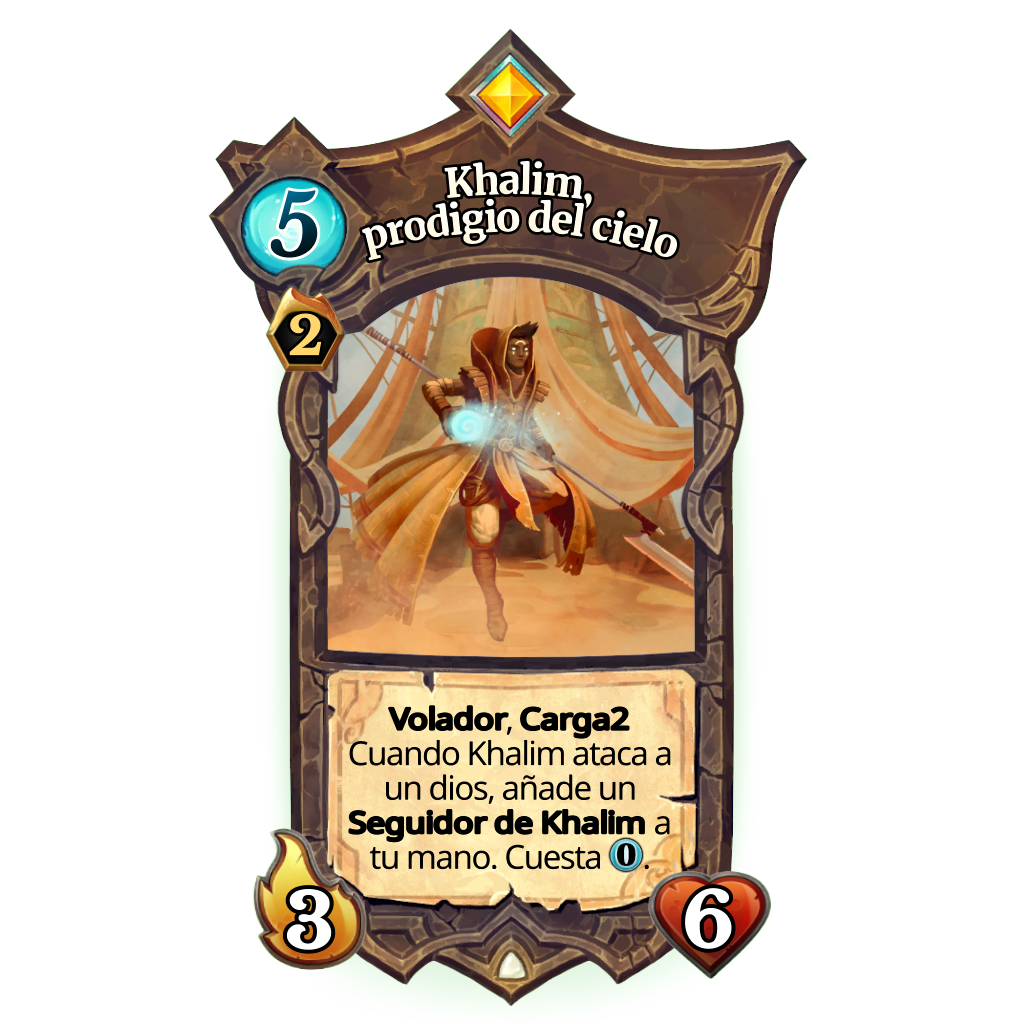 5
Khalim,
prodigio del cielo
2
Volador, Carga2
Cuando Khalim ataca a
un dios, añade un
Seguidor de Khalim a
tu mano. Cuesta 0.
3
6